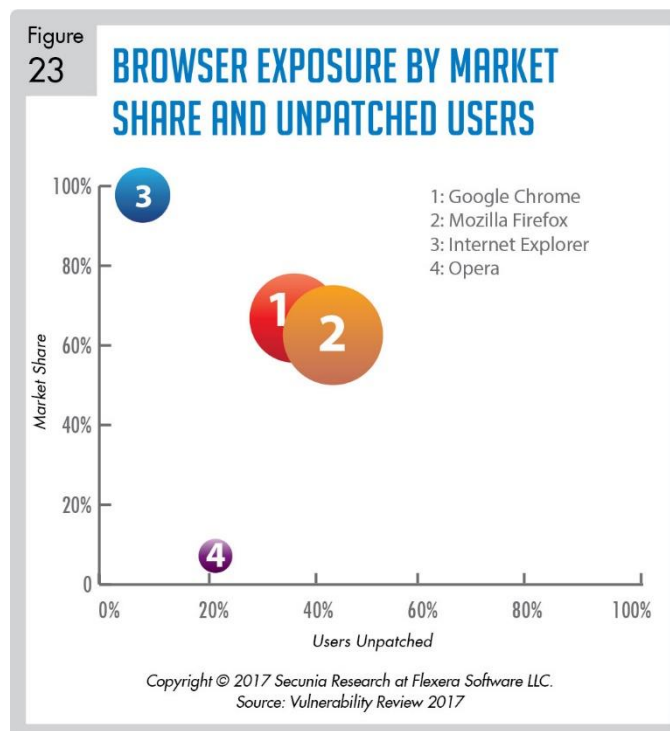 Figure
23
BROWSER EXPOSURE BY MARKET
SHARE AND UNPATCHED USERS
100%
80%
60%
40%
20%
0
Market Share
3
1
2
4
1: Google Chrome
2: Mozilla Firefox
3: Internet Explorer
4: Opera
0%
20%
40%
60%
80%
100%
Users Unpatched
Copyright © 2017 Secunia Research at Flexera Software LLC.
Source: Vulnerability Review 2017